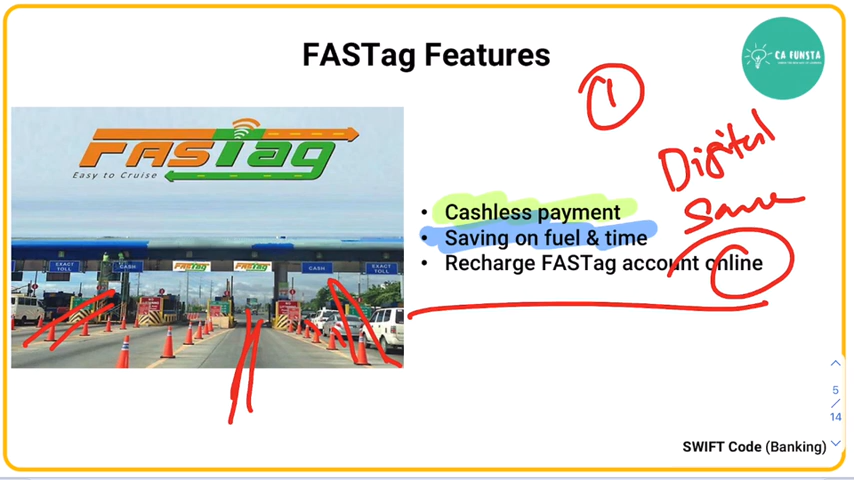 FASTag Features
CA FUNSTA
1
FASTag
Easy to Cruise
Digital
Cashless payment
Saving on fuel & time
Recharge FASTag account online
EXACT TOLL
CASH
FASTag
FASTag
CASH
EXACT TOLL
5
/
14
SWIFT Code (Banking)